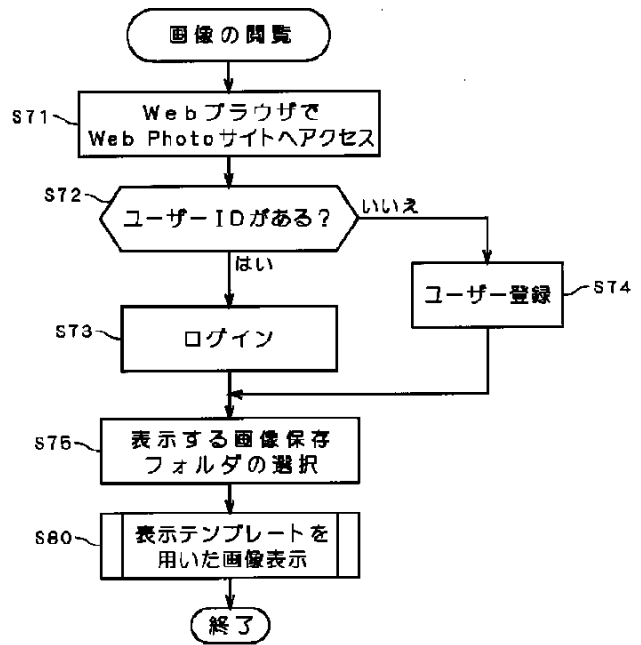 画像の閲覧
S71
Webブラウザで
Web Photoサイトへアクセス
S72
ユーザーIDがある？
いいえ
はい
S73
ログイン
ユーザー登録
S74
S75
表示する画像保存
フォルダの選択
S80
表示テンプレートを
用いた画像表示
終了